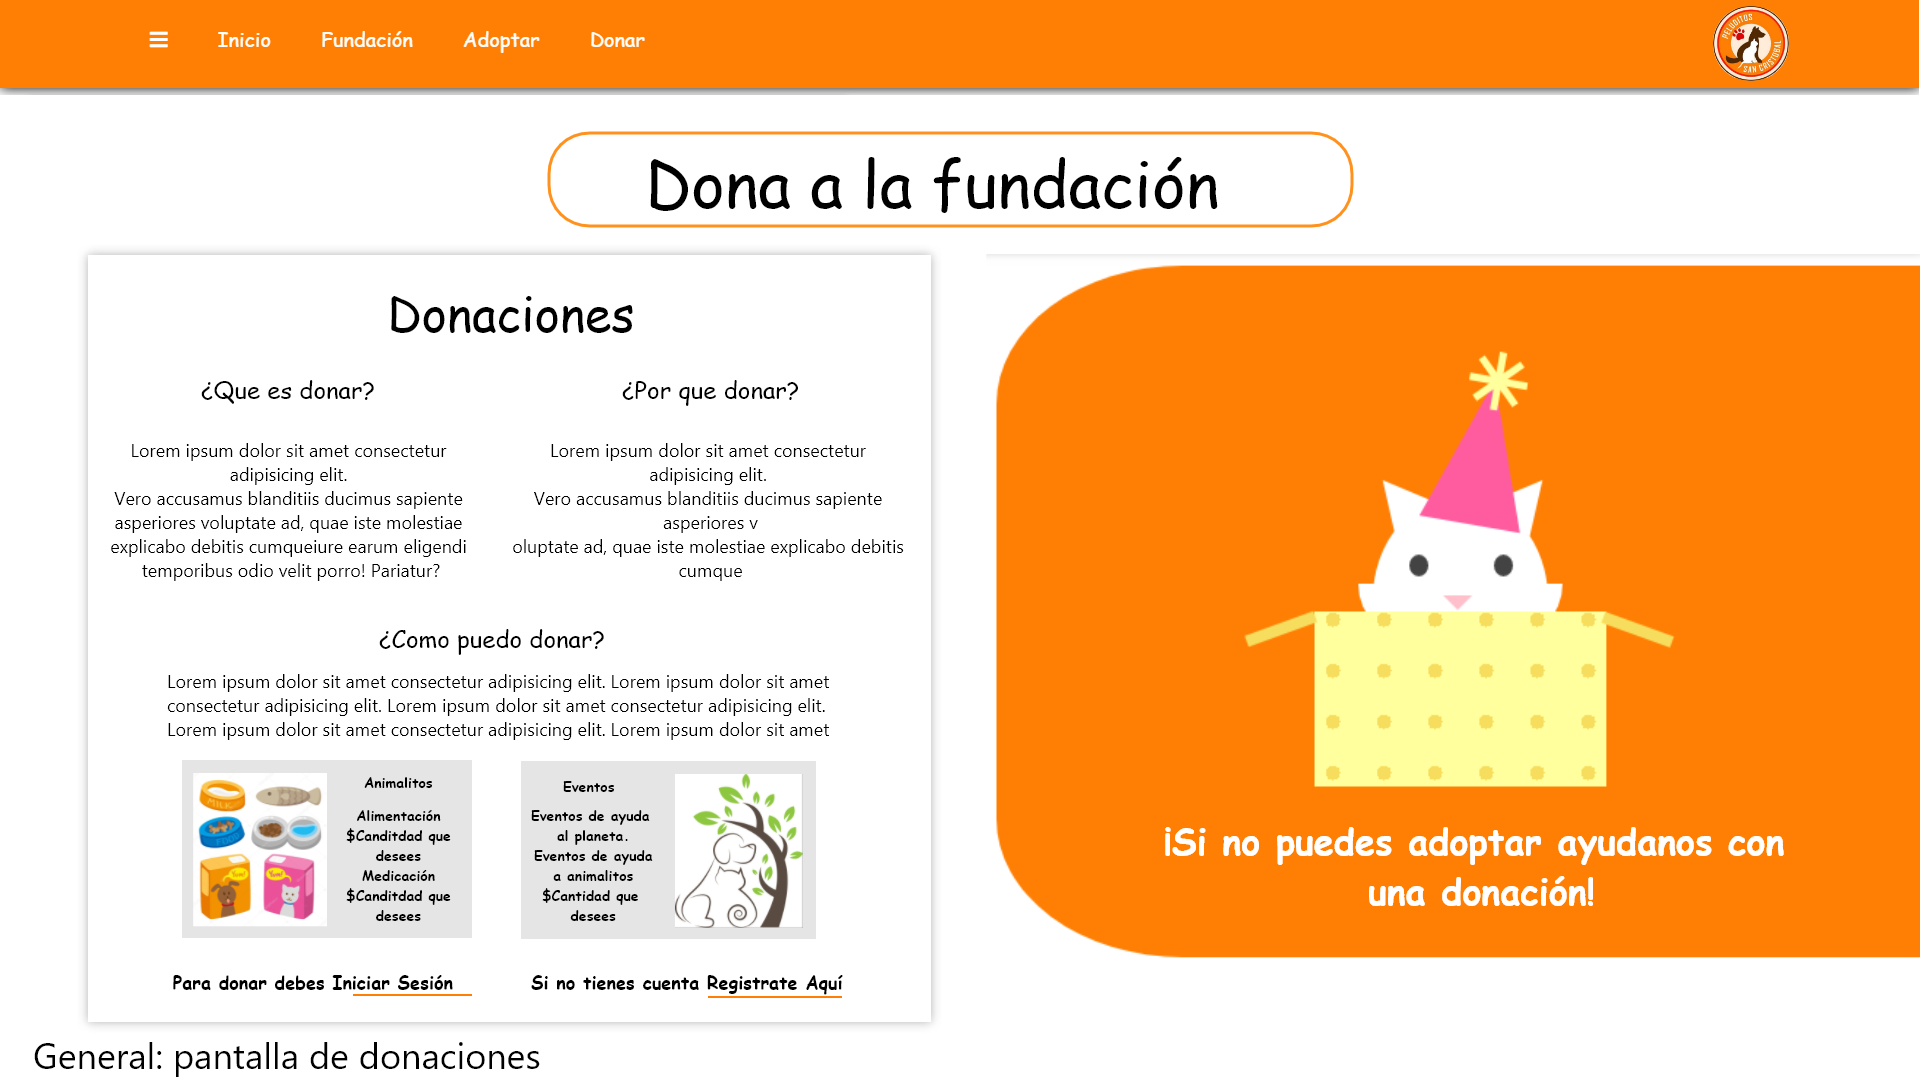 Inicio Fundación Adoptar Donar
PELUDITOS
SAN CRISTOBAL
Dona a la fundación
Donaciones
¿Que es donar?
Lorem ipsum dolor sit amet consectetur
adipisicing elit.
Vero accusamus blanditiis ducimus sapiente
asperiores voluptate ad, quae iste molestiae
explicabo debitis cumqueiure earum eligendi
temporibus odio velit porro! Pariatur?
¿Por que donar?
Lorem ipsum dolor sit amet consectetur
adipisicing elit.
Vero accusamus blanditiis ducimus sapiente
asperiores v
oluptate ad, quae iste molestiae explicabo debitis
cumque
¿Como puedo donar?
Lorem ipsum dolor sit amet consectetur adipisicing elit. Lorem ipsum dolor sit amet
consectetur adipisicing elit. Lorem ipsum dolor sit amet consectetur adipisicing elit.
Lorem ipsum dolor sit amet consectetur adipisicing elit. Lorem ipsum dolor sit amet
MILK
Yum!
Yum!
Animalitos
Alimentación
$Canditdad que
desees
Medicación
$Canditdad que
desees
Eventos
Eventos de ayuda
al planeta.
Eventos de ayuda
a animalitos
$Cantidad que
desees
Para donar debes Iniciar Sesión
Si no tienes cuenta Registrate Aquí
¡Si no puedes adoptar ayudanos con
una donación!
General: pantalla de donaciones